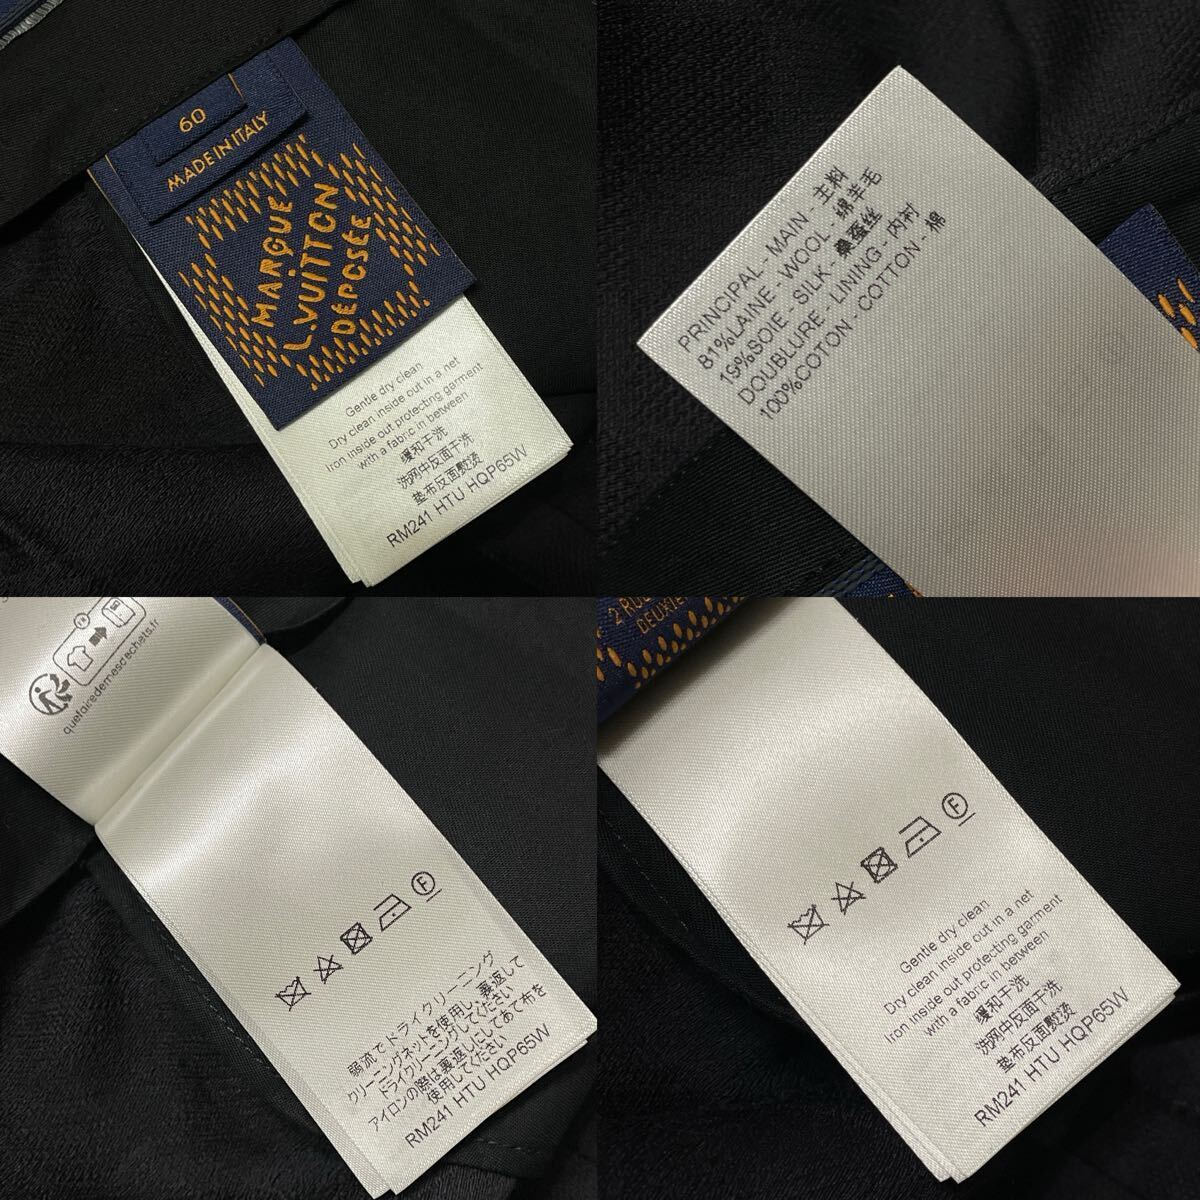 60
MADE IN ITALY
MARQUE
L.VUITTON
DÉPOSÉE
Gentle dry clean
Dry clean inside out in a net
Iron inside out protecting garment
with a fabric in between
缓和干洗
洗网中反面干洗
垫布反面熨烫
RM241 HTU HQP65W
PRINCIPAL - MAIN - 主料
81%LAINE - WOOL - 绵羊毛
19%SOIE - SILK - 桑蚕丝
DOUBLURE - LINING - 内衬
100%COTON - COTTON - 棉
quefairedemesdechets.fr
F
弱流でドライクリーニング
クリーニングネットを使用し、裏返して
ドライクリーニングしてください
アイロンの際は裏返しにしてあて布を
使用してください
RM241 HTU HQP65W
2 RU
DEUXIE
F
Gentle dry clean
Dry clean inside out in a net
Iron inside out protecting garment
with a fabric in between
缓和干洗
洗网中反面干洗
垫布反面熨烫
RM241 HTU HQP65W